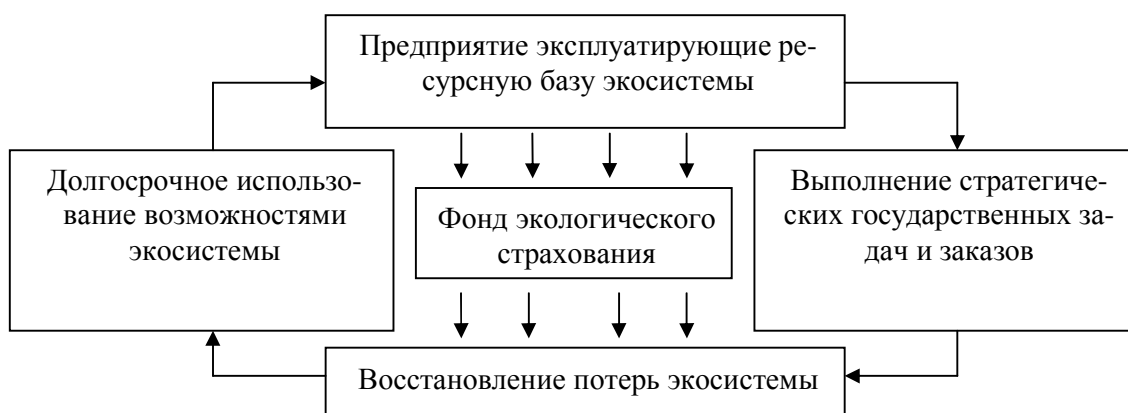 Предприятие эксплуатирующие ре-
сурсную базу экосистемы
Долгосрочное использо-
вание возможностями
экосистемы
Фонд экологического
страхования
Выполнение стратегиче-
ских государственных за-
дач и заказов
Восстановление потерь экосистемы